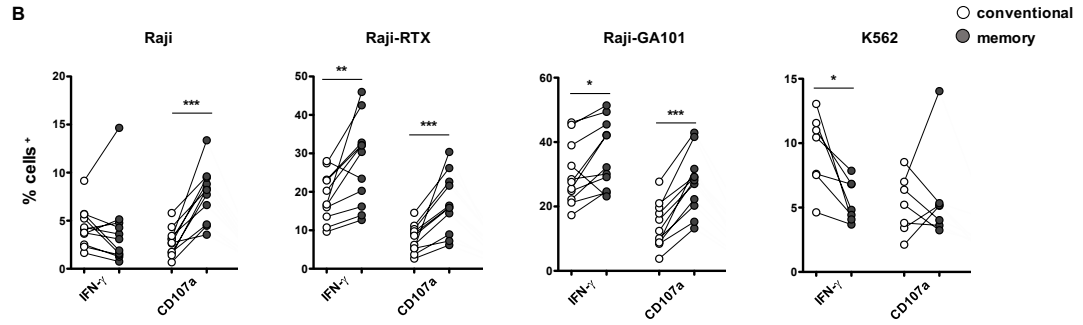 B
conventional
memory
Raji
Raji-RTX
Raji-GA101
K562
% cells +
20
15
10
5
0
***
IFN-γ
CD107a
50
40
30
20
10
0
**
***
IFN-γ
CD107a
60
40
20
0
*
***
IFN-γ
CD107a
15
10
5
0
*
IFN-γ
CD107a